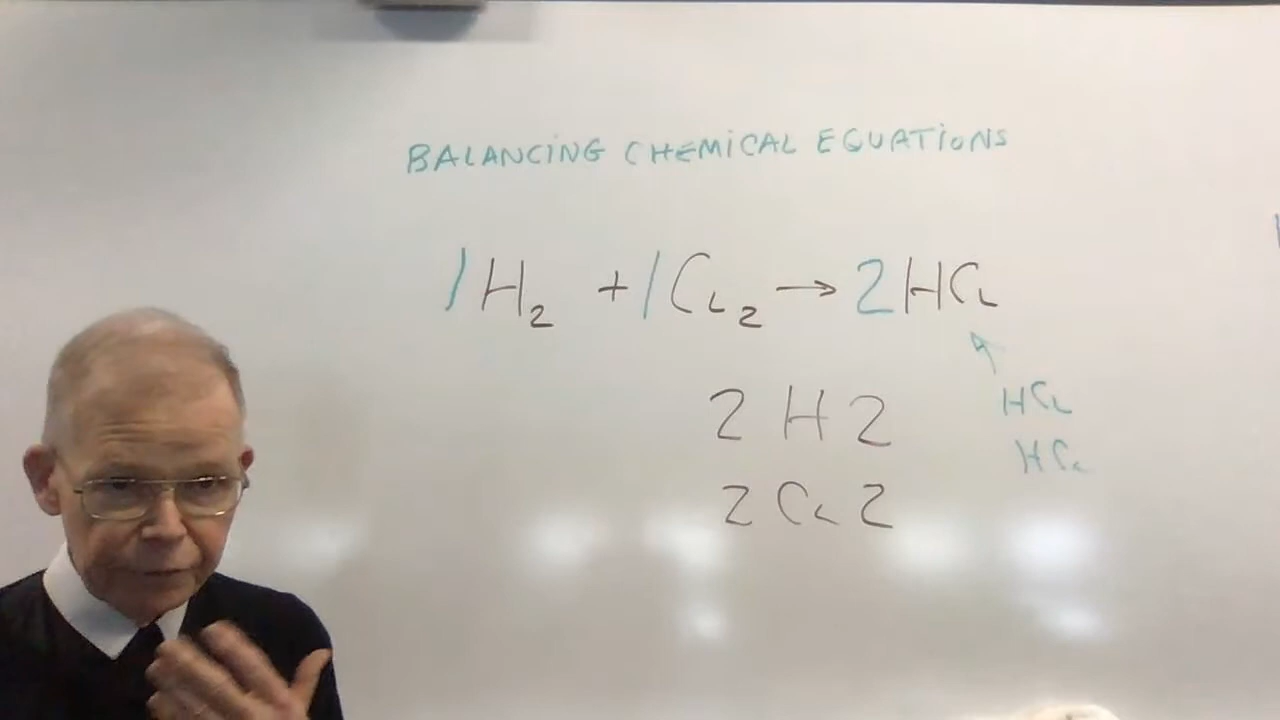 BALANCING CHEMICAL EQUATIONS
1H₂ + 1Cl₂ → 2HCl
HCl
2 H 2
HCl
2 Cl 2